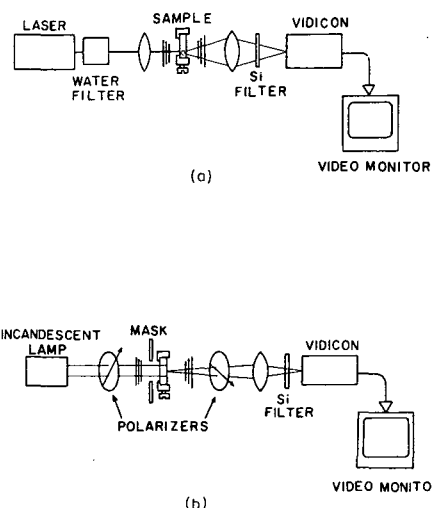 LASER
SAMPLE
VIDICON
WATER
FILTER
Si
FILTER
VIDEO MONITOR
(a)
INCANDESCENT
LAMP
MASK
VIDICON
POLARIZERS
Si
FILTER
VIDEO MONITO
(b)